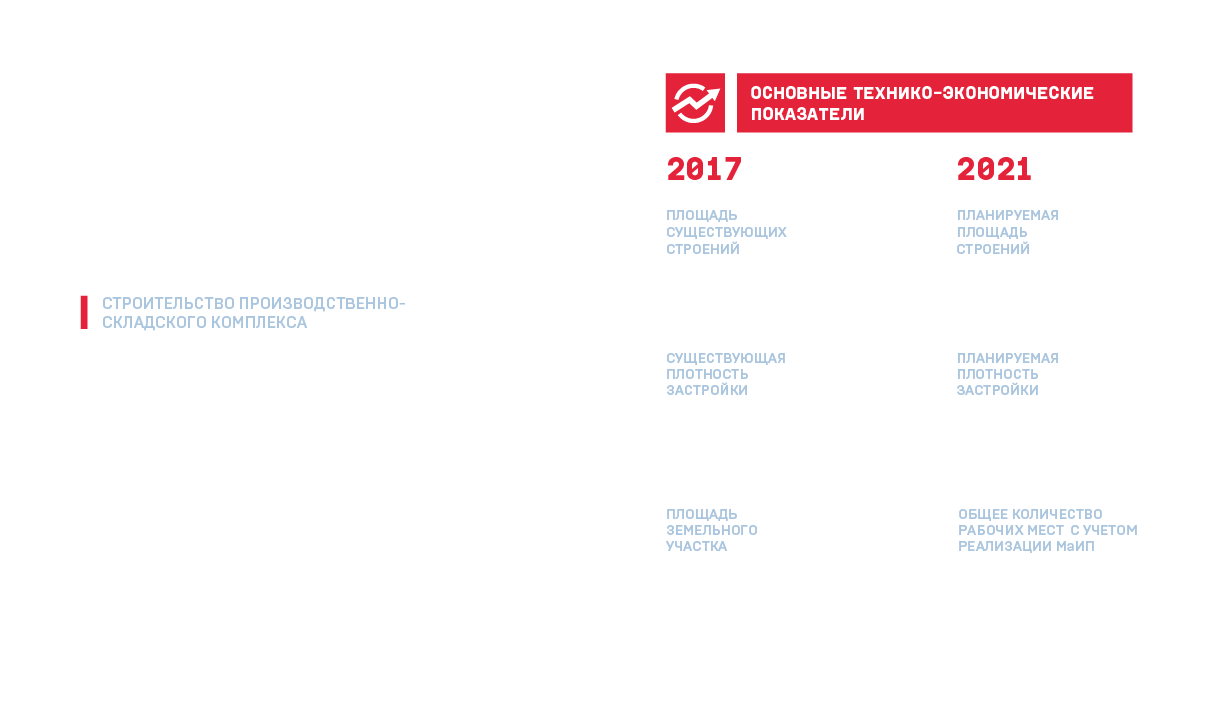 СТРОИТЕЛЬСТВО ПРОИЗВОДСТВЕННО-
СКЛАДСКОГО КОМПЛЕКСА
ОСНОВНЫЕ ТЕХНИКО-ЭКОНОМИЧЕСКИЕ
ПОКАЗАТЕЛИ
2017
2021
ПЛОЩАДЬ
СУЩЕСТВУЮЩИХ
СТРОЕНИЙ
ПЛАНИРУЕМАЯ
ПЛОЩАДЬ
СТРОЕНИЙ
СУЩЕСТВУЮЩАЯ
ПЛОТНОСТЬ
ЗАСТРОЙКИ
ПЛАНИРУЕМАЯ
ПЛОТНОСТЬ
ЗАСТРОЙКИ
ПЛОЩАДЬ
ЗЕМЕЛЬНОГО
УЧАСТКА
ОБЩЕЕ КОЛИЧЕСТВО
РАБОЧИХ МЕСТ С УЧЕТОМ
РЕАЛИЗАЦИИ МаИП